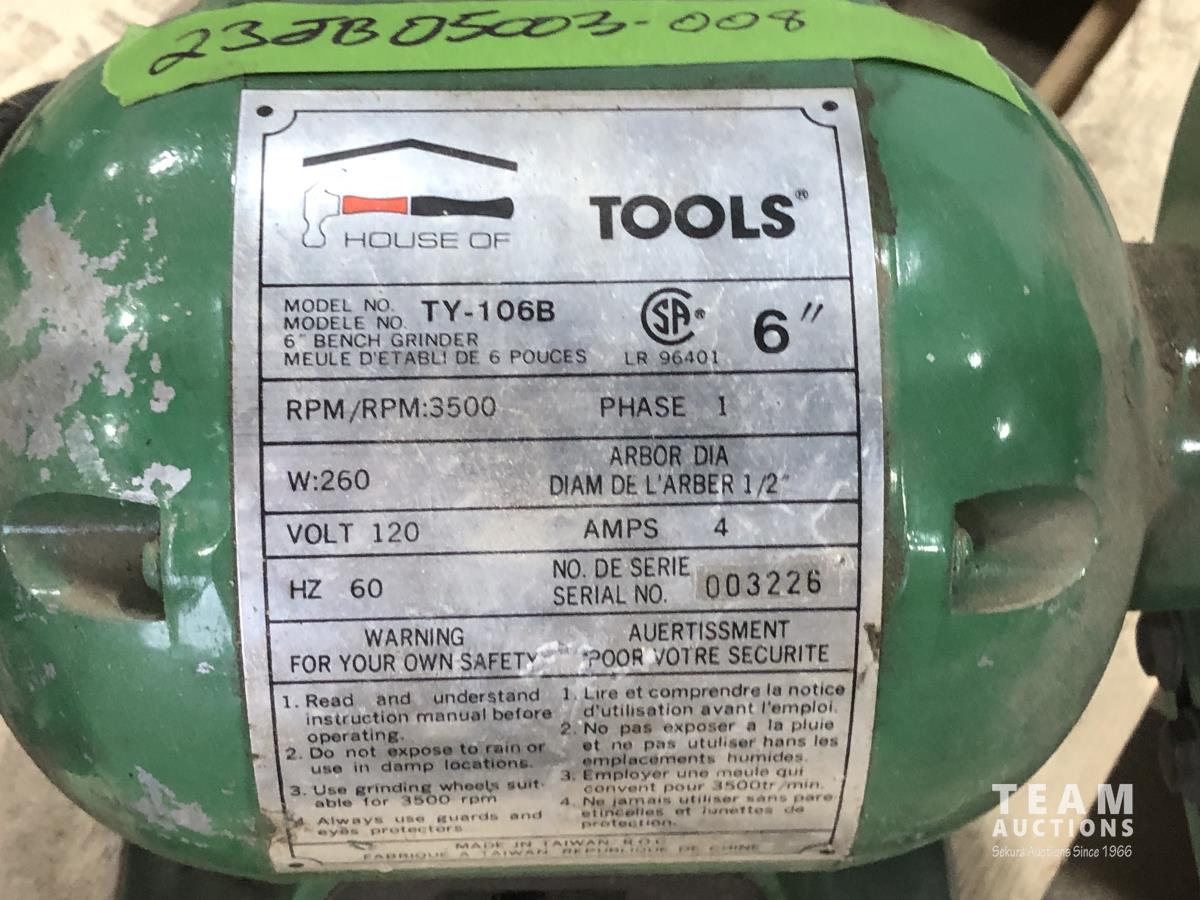 23JB05003-008
HOUSE OF TOOLS®
MODEL NO. TY-106B
MODELE NO.
6" BENCH GRINDER
MEULE D'ETABLI DE 6 POUCES
SA®
LR 96401
6"
RPM/RPM:3500 PHASE 1
W:260
ARBOR DIA
DIAM DE L'ARBER 1/2"
VOLT 120 AMPS 4
HZ 60
NO. DE SERIE
SERIAL NO. 003226
WARNING
FOR YOUR OWN SAFETY
AUERTISSMENT
POOR VOTRE SECURITE
1. Read and understand
instruction manual before
operating.
2. Do not expose to rain or
use in damp locations.
3. Use grinding wheels suit-
able for 3500 rpm
4. Always use guards and
eyes protectors
1. Lire et comprendre la notice
d'utilisation avant l'emploi.
2. No pas exposer a la pluie
et ne pas utuliser hans les
emplacements humides.
3. Employer une meule qui
convent pour 3500tr/min.
4. Ne jamais utiliser sans pare
etincelles et lunettes de
protection.
MADE IN TAIWAN R.O.C
FABRIQUE A TAIWAN REPUBLIQUE DE CHINE
TEAM
AUCTIONS
Sekura Auctions Since 1966